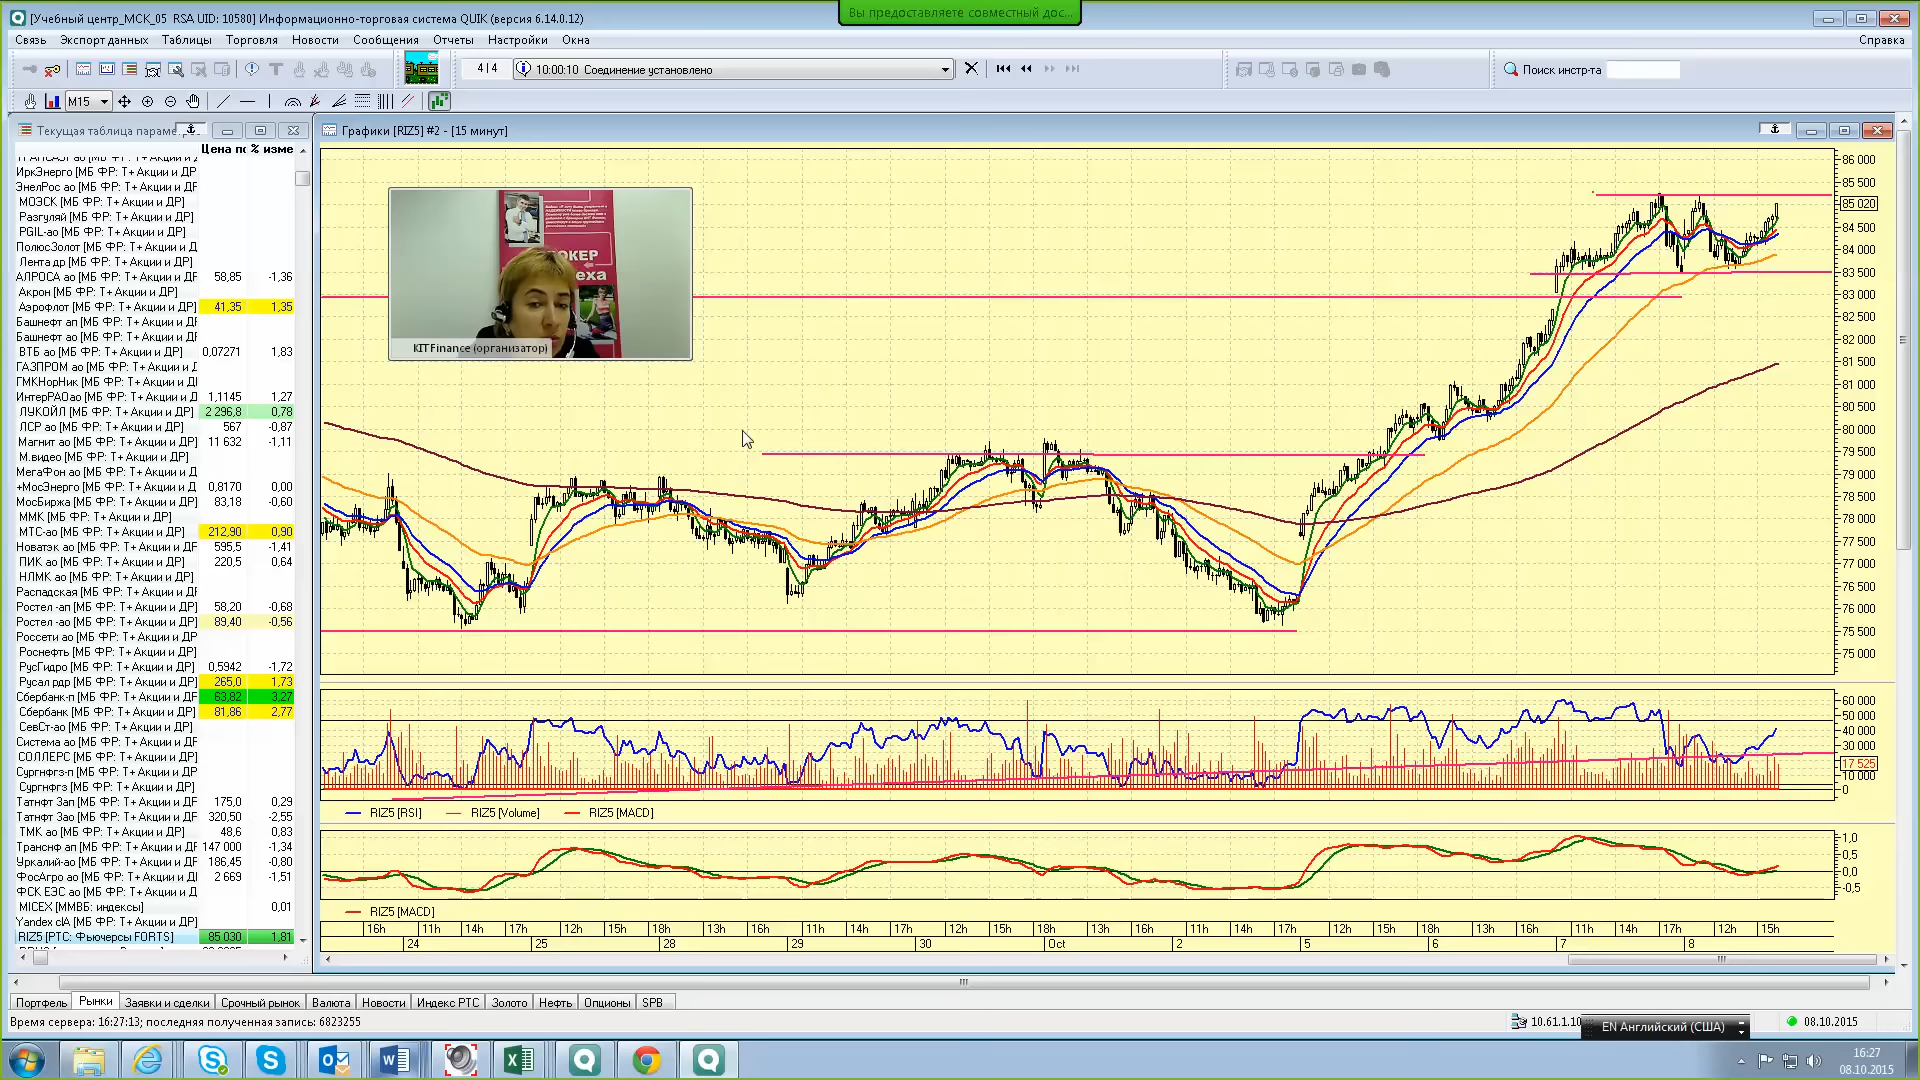 Вы предоставляете совместный дос...
[Учебный центр_МСК_05 RSA UID: 10580] Информационно-торговая система QUIK (версия 6.14.0.12)
Связь Экспорт данных Таблицы Торговля Новости Сообщения Отчеты Настройки Окна Справка
4|4 10:00:10 Соединение установлено Поиск инстр-та
M15
Текущая таблица параме
Цена по % изме
ИркЭнерго [МБ ФР: Т+ Акции и ДР
ЭнелРос ао [МБ ФР: Т+ Акции и ДР
МОЭСК [МБ ФР: Т+ Акции и ДР]
Разгуляй [МБ ФР: Т+ Акции и ДР]
PGIL-ао [МБ ФР: Т+ Акции и ДР]
ПолюсЗолот [МБ ФР: Т+ Акции и Д
Лента др [МБ ФР: Т+ Акции и ДР]
АЛРОСА ао [МБ ФР: Т+ Акции и ДР 58,85 -1,36
Акрон [МБ ФР: Т+ Акции и ДР]
Аэрофлот [МБ ФР: Т+ Акции и ДР] 41,35 1,35
Башнефт ап [МБ ФР: Т+ Акции и ДР
Башнефт ао [МБ ФР: Т+ Акции и ДР
ВТБ ао [МБ ФР: Т+ Акции и ДР] 0,07271 1,83
ГАЗПРОМ ао [МБ ФР: Т+ Акции и Д
ГМКНорНик [МБ ФР: Т+ Акции и ДР
ИнтерРАОао [МБ ФР: Т+ Акции и Д 1,1145 1,27
ЛУКОЙЛ [МБ ФР: Т+ Акции и ДР] 2 296,8 0,78
ЛСР ао [МБ ФР: Т+ Акции и ДР] 567 -0,87
Магнит ао [МБ ФР: Т+ Акции и ДР] 11 632 -1,11
М.видео [МБ ФР: Т+ Акции и ДР]
МегаФон ао [МБ ФР: Т+ Акции и ДР
+МосЭнерго [МБ ФР: Т+ Акции и Д 0,8170 0,00
МосБиржа [МБ ФР: Т+ Акции и ДР] 83,18 -0,60
ММК [МБ ФР: Т+ Акции и ДР]
МТС-ао [МБ ФР: Т+ Акции и ДР] 212,90 0,90
Новатэк ао [МБ ФР: Т+ Акции и ДР 595,5 -1,41
ПИК ао [МБ ФР: Т+ Акции и ДР] 220,5 0,64
НЛМК ао [МБ ФР: Т+ Акции и ДР]
Распадская [МБ ФР: Т+ Акции и ДР
Ростел -ап [МБ ФР: Т+ Акции и ДР] 58,20 -0,68
Ростел -ао [МБ ФР: Т+ Акции и ДР] 89,40 -0,56
Россети ао [МБ ФР: Т+ Акции и ДР]
Роснефть [МБ ФР: Т+ Акции и ДР]
РусГидро [МБ ФР: Т+ Акции и ДР] 0,5942 -1,72
Русал рдр [МБ ФР: Т+ Акции и ДР] 265,0 1,73
Сбербанк-п [МБ ФР: Т+ Акции и ДР 63,82 3,27
Сбербанк [МБ ФР: Т+ Акции и ДР] 81,86 2,77
СевСт-ао [МБ ФР: Т+ Акции и ДР]
Система ао [МБ ФР: Т+ Акции и ДР
СОЛЛЕРС [МБ ФР: Т+ Акции и ДР]
Сургнфгз-п [МБ ФР: Т+ Акции и ДР
Сургнфгз [МБ ФР: Т+ Акции и ДР]
Татнфт 3ап [МБ ФР: Т+ Акции и ДР 175,0 0,29
Татнфт 3ао [МБ ФР: Т+ Акции и ДР 320,50 -2,55
ТМК ао [МБ ФР: Т+ Акции и ДР] 48,6 0,83
Транснф ап [МБ ФР: Т+ Акции и ДР 147 000 -1,34
Уркалий-ао [МБ ФР: Т+ Акции и ДР 186,45 -0,80
ФосАгро ао [МБ ФР: Т+ Акции и ДР 2 669 -1,51
ФСК ЕЭС ао [МБ ФР: Т+ Акции и ДР
MICEX [ММВБ: индексы] 0,01
Yandex clA [МБ ФР: Т+ Акции и ДР]
RIZ5 [РТС: Фьючерсы FORTS] 85 030 1,81
Графики [RIZ5] #2 - [15 минут]
KITFinance (организатор)
86 000
85 500
85 020
84 500
84 000
83 500
83 000
82 500
82 000
81 500
81 000
80 500
80 000
79 500
79 000
78 500
78 000
77 500
77 000
76 500
76 000
75 500
75 000
60 000
50 000
40 000
30 000
17 525
10 000
0
RIZ5 [RSI] RIZ5 [Volume] RIZ5 [MACD]
1,0
0,5
0,0
-0,5
RIZ5 [MACD]
16h 11h 14h 17h 12h 15h 18h 13h 16h 11h 14h 17h 12h 15h 18h 13h 16h 11h 14h 17h 12h 15h 18h 13h 16h 11h 14h 17h 12h 15h
24 25 28 29 30 Oct 2 5 6 7 8
Портфель Рынки Заявки и сделки Срочный рынок Валюта Новости Индекс РТС Золото Нефть Опционы SPB
Время сервера: 16:27:13; последняя полученная запись: 6823255 10.61.1.10 EN Английский (США) 08.10.2015
16:27
08.10.2015